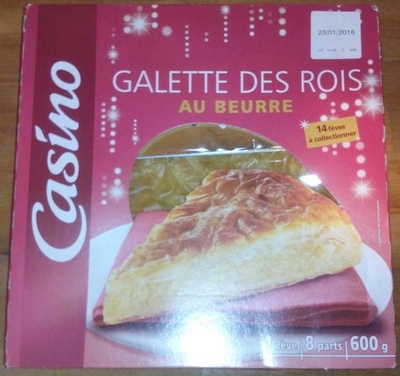 23/01/2016
Casino
GALETTE DES ROIS
AU BEURRE
14 fèves
à collectionner
8 parts
600 g